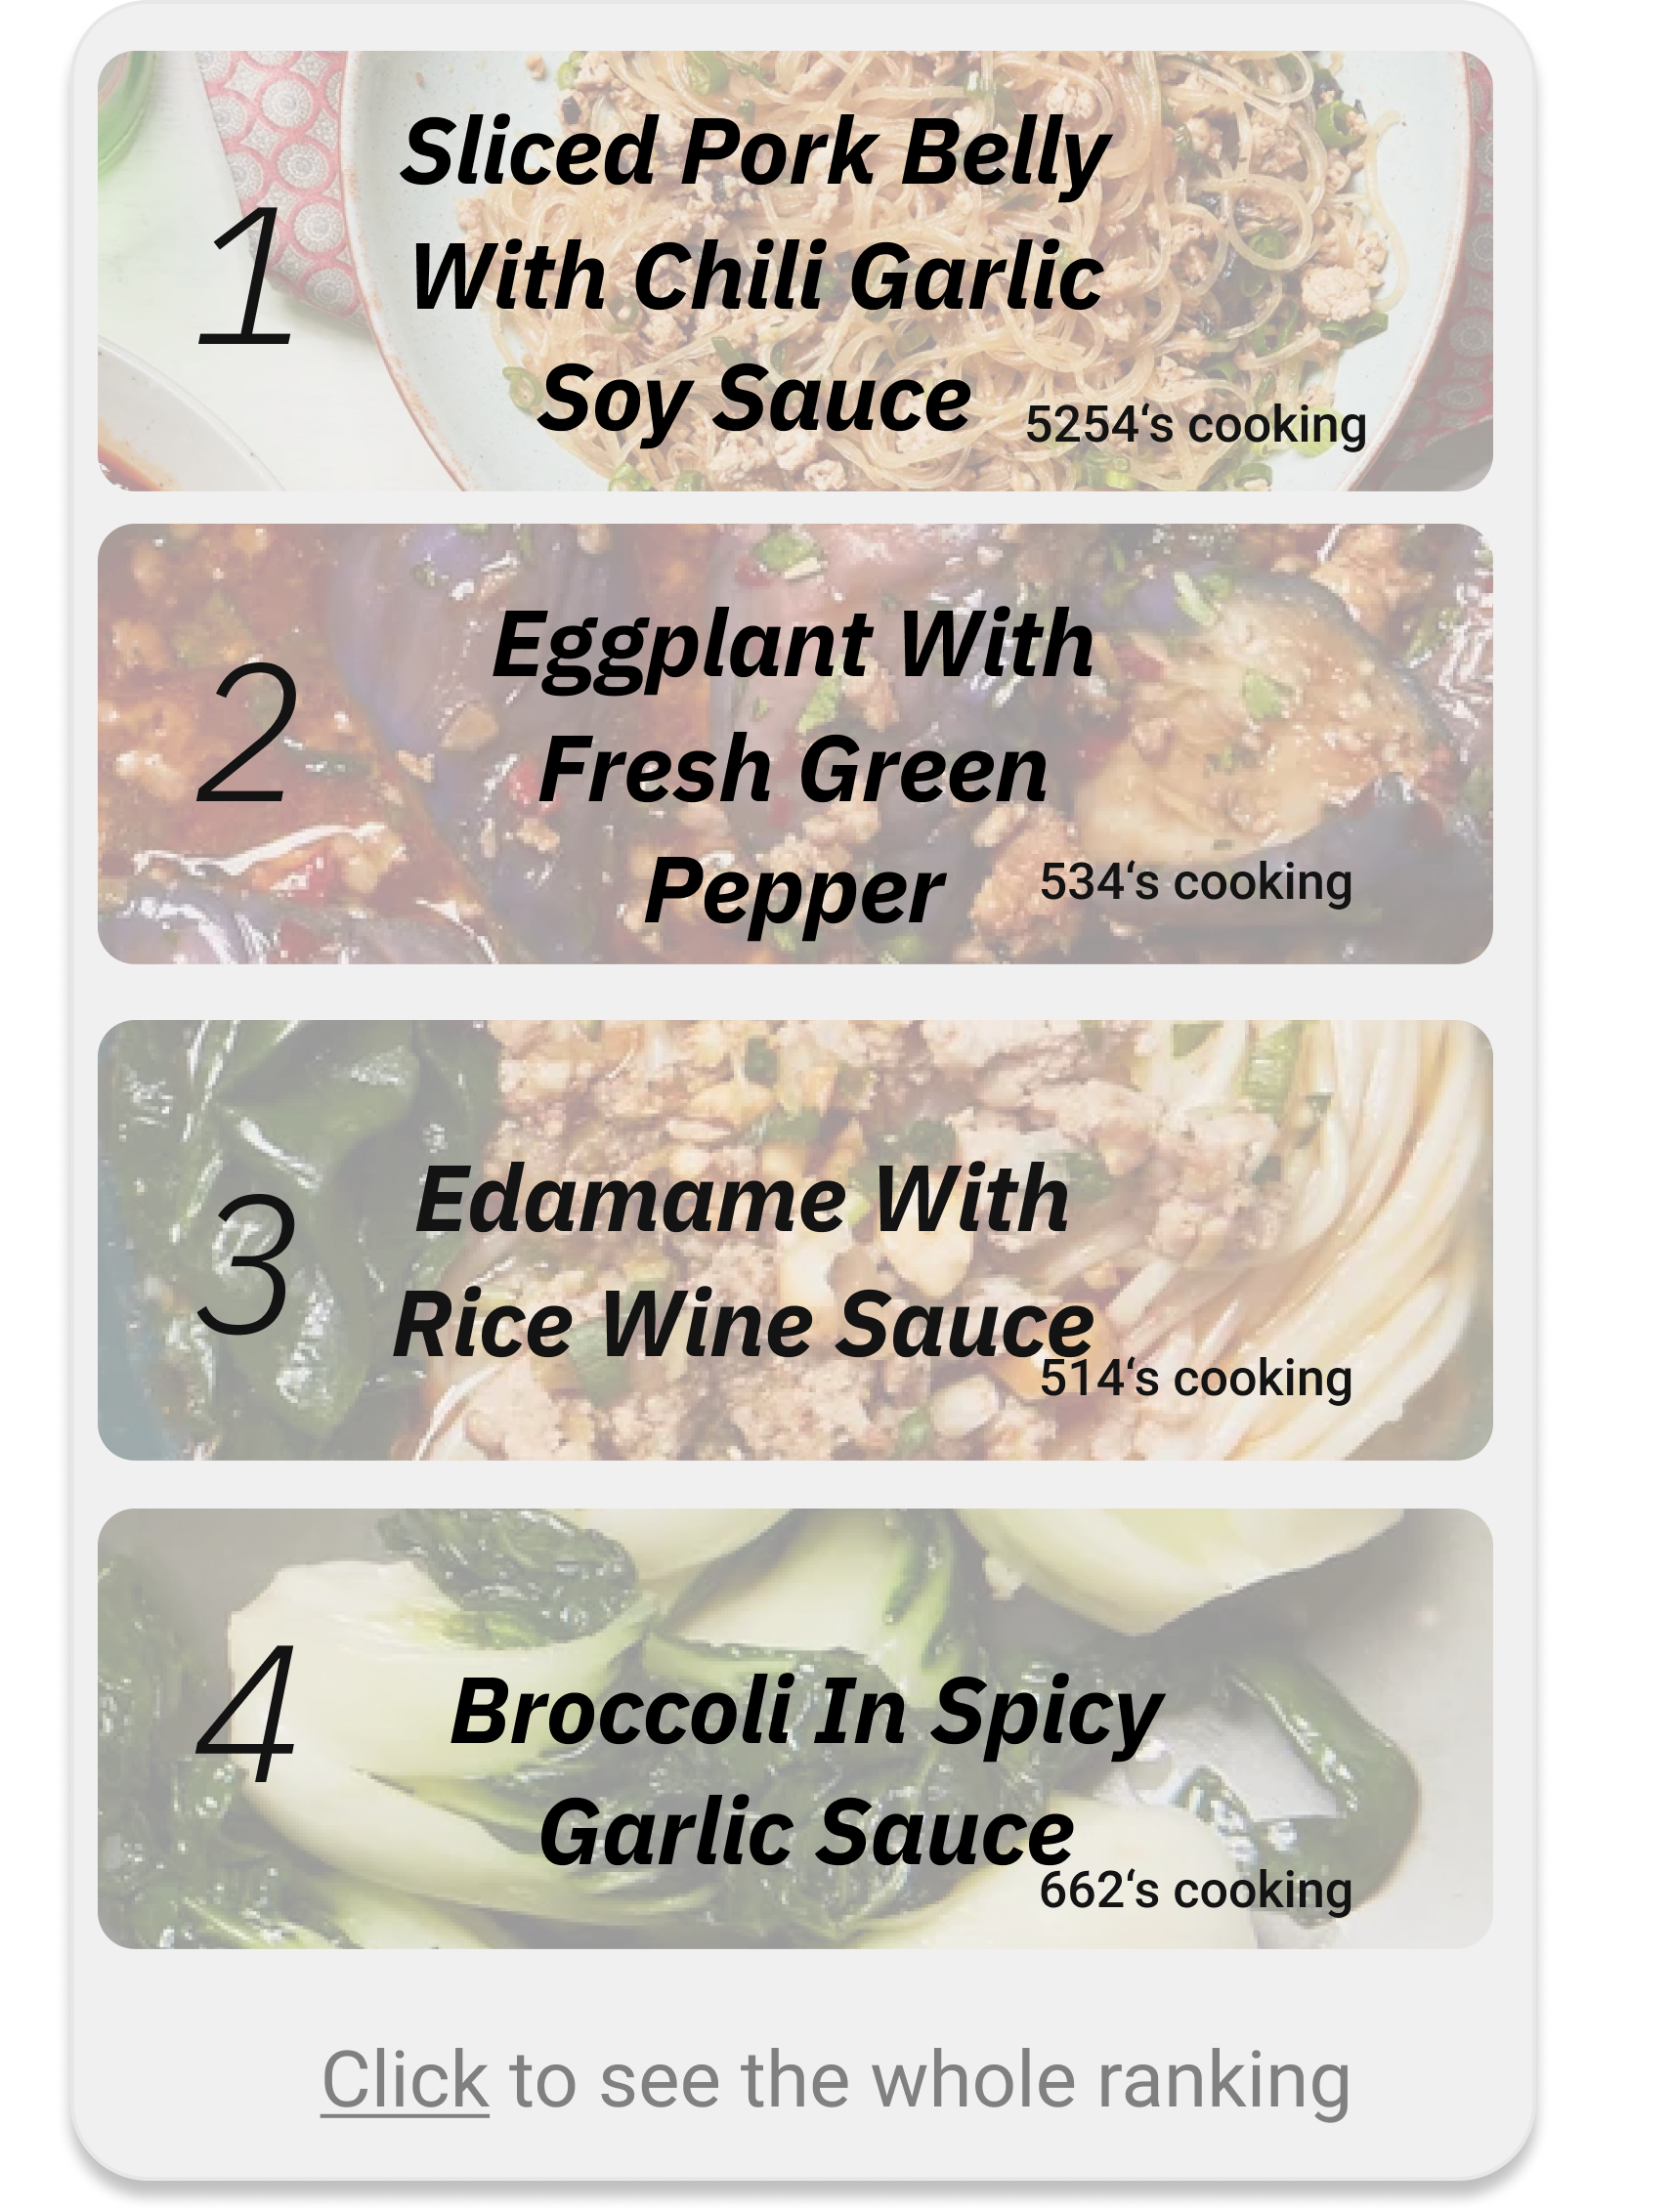 1
Sliced Pork Belly
With Chili Garlic
Soy Sauce
5254‘s cooking
2
Eggplant With
Fresh Green
Pepper
534‘s cooking
3
Edamame With
Rice Wine Sauce
514‘s cooking
4
Broccoli In Spicy
Garlic Sauce
662‘s cooking
Click to see the whole ranking